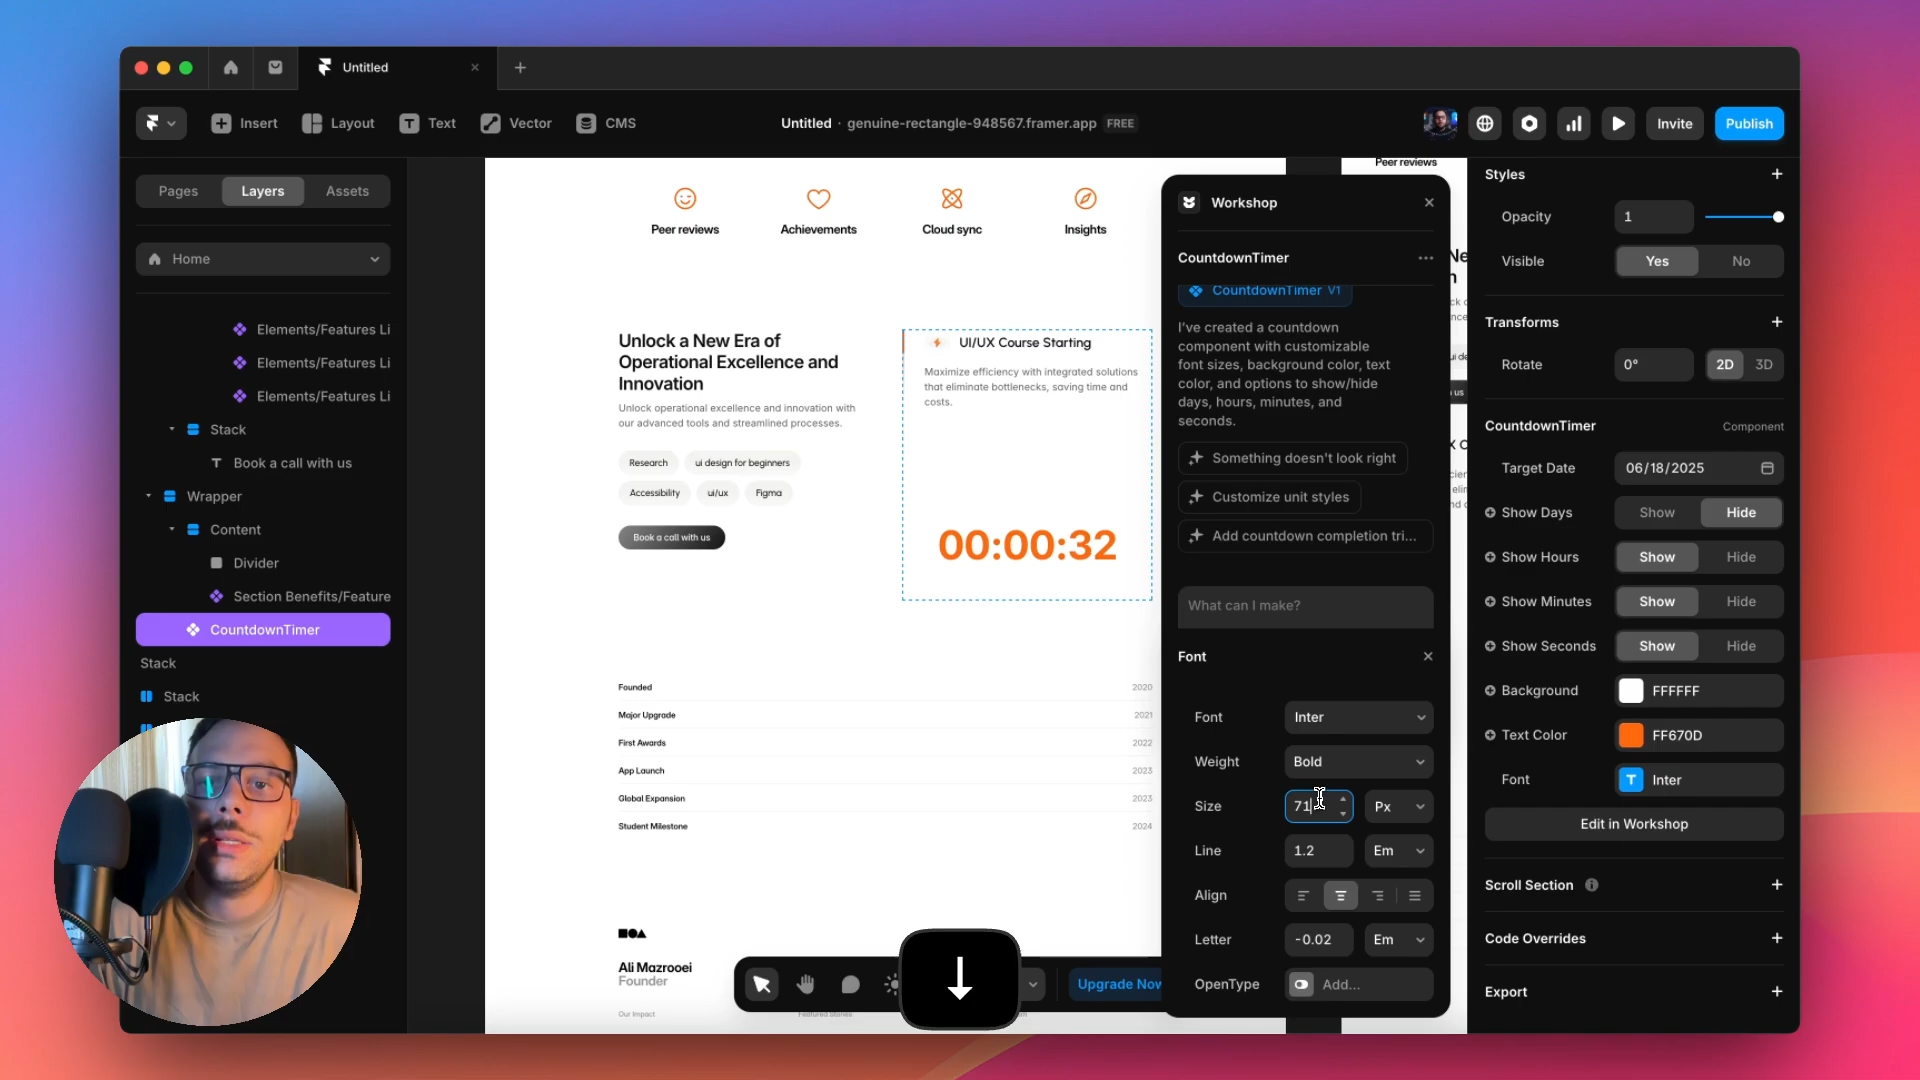 Untitled
Insert
Layout
Text
Vector
CMS
Untitled · genuine-rectangle-948567.framer.app FREE
Invite
Publish
Pages
Layers
Assets
Home
Elements/Features Li
Elements/Features Li
Elements/Features Li
Stack
Book a call with us
Wrapper
Content
Divider
Section Benefits/Feature
CountdownTimer
Stack
Stack
Peer reviews
Achievements
Cloud sync
Insights
Unlock a New Era of
Operational Excellence and
Innovation
Unlock operational excellence and innovation with
our advanced tools and streamlined processes.
Research
ui design for beginners
Accessibility
ui/ux
Figma
Book a call with us
UI/UX Course Starting
Maximize efficiency with integrated solutions
that eliminate bottlenecks, saving time and
costs.
00:00:32
Founded 2020
Major Upgrade 2021
First Awards 2022
App Launch 2023
Global Expansion 2023
Student Milestone 2024
Ali Mazrooei
Founder
Our Impact
Featured Stories
Upgrade Now
Peer reviews
Workshop
CountdownTimer
CountdownTimer V1
I've created a countdown
component with customizable
font sizes, background color, text
color, and options to show/hide
days, hours, minutes, and
seconds.
Something doesn't look right
Customize unit styles
Add countdown completion tri...
What can I make?
Font
Font Inter
Weight Bold
Size 71 Px
Line 1.2 Em
Align
Letter -0.02 Em
OpenType Add...
Styles
Opacity 1
Visible Yes No
Transforms
Rotate 0° 2D 3D
CountdownTimer Component
Target Date 06/18/2025
Show Days Show Hide
Show Hours Show Hide
Show Minutes Show Hide
Show Seconds Show Hide
Background FFFFFF
Text Color FF670D
Font Inter
Edit in Workshop
Scroll Section
Code Overrides
Export